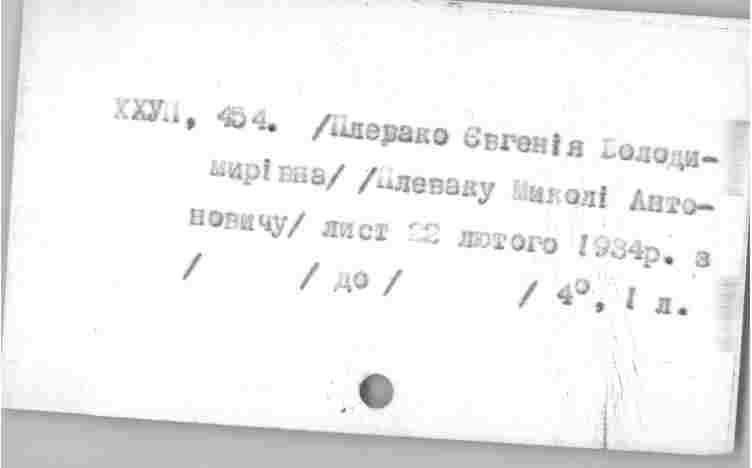 ХХУП, 454. /Плерако Євгенія Володи-
мирівна/ /Плеваку Миколі Анто-
новичу/ лист 22 лютого 1934р. з
/ / до / / 4°, 1 л.